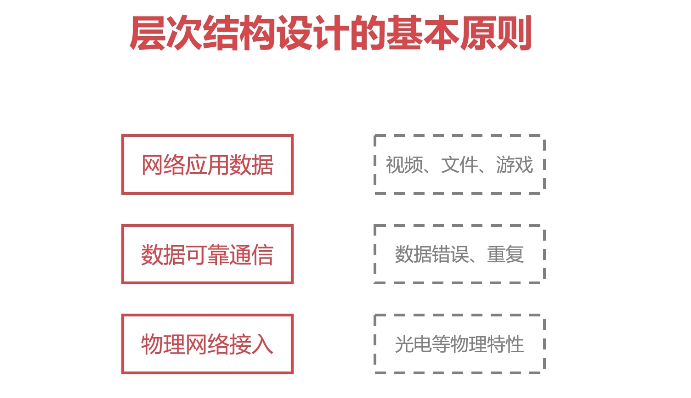 层次结构设计的基本原则
网络应用数据
视频、文件、游戏
数据可靠通信
数据错误、重复
物理网络接入
光电等物理特性